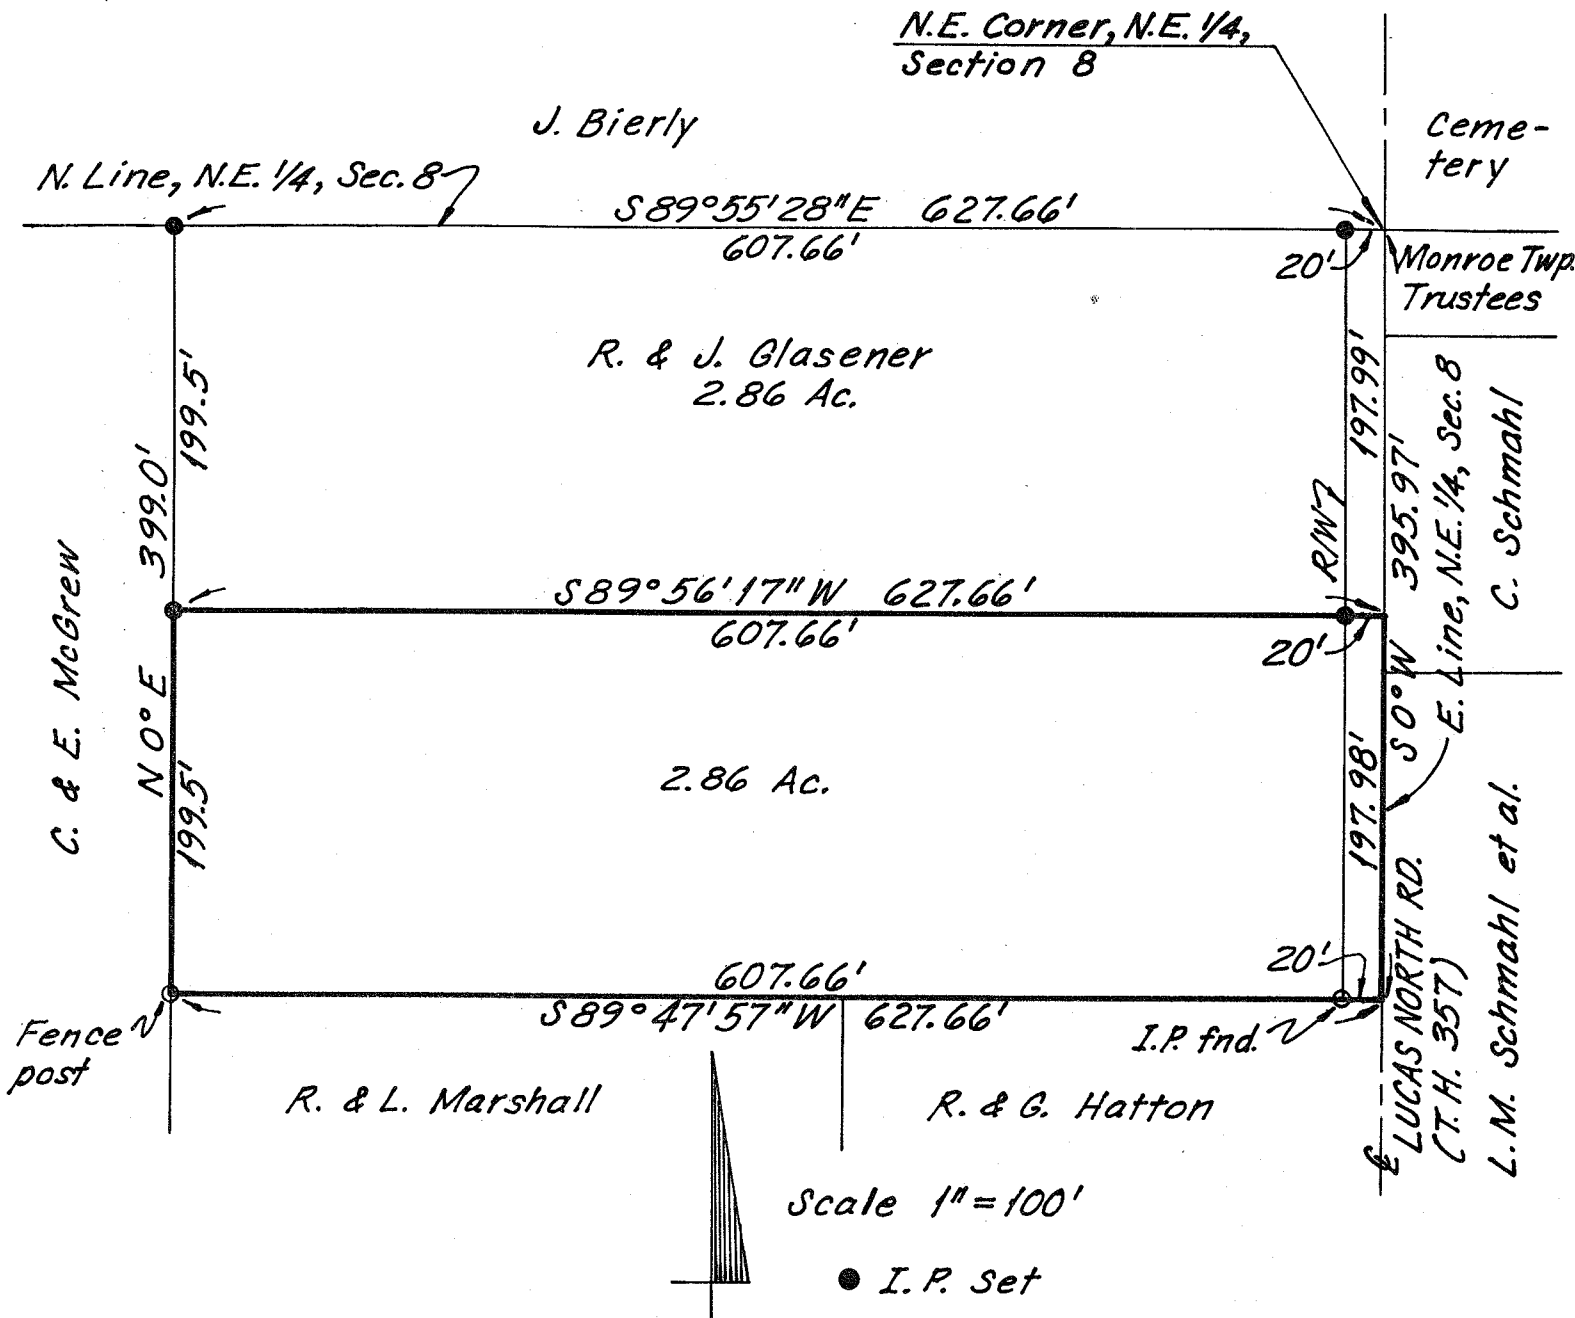 N.E. Corner, N.E. 1/4,
Section 8
J. Bierly
Ceme-
tery
N. Line, N.E. 1/4, Sec. 8
S 89° 55' 28" E 627.66'
607.66'
20'
Monroe Twp.
Trustees
R. & J. Glasener
2.86 Ac.
199.5'
399.0'
197.99'
R/W
395.97'
E. Line, N.E. 1/4, Sec. 8
C. Schmahl
C. & E. McGrew
S 89° 56' 17" W 627.66'
607.66'
20'
N 0° E
199.5'
S 0° W
2.86 Ac.
197.98'
607.66'
20'
S 89° 47' 57" W 627.66'
Fence
post
I.P. fnd.
℄ LUCAS NORTH RD.
(T.H. 357)
L.M. Schmahl et al.
R. & L. Marshall
R. & G. Hatton
Scale 1" = 100'
I.P. Set